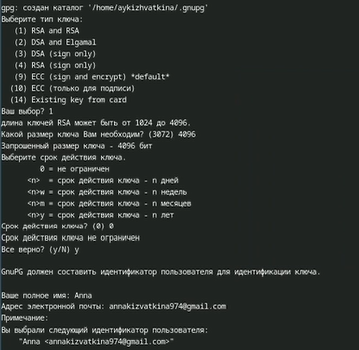 gpg: создан каталог '/home/aykizhvatkina/.gnupg'
Выберите тип ключа:
(1) RSA and RSA
(2) DSA and Elgamal
(3) DSA (sign only)
(4) RSA (sign only)
(9) ECC (sign and encrypt) *default*
(10) ECC (только для подписи)
(14) Existing key from card
Ваш выбор? 1
длина ключей RSA может быть от 1024 до 4096.
Какой размер ключа Вам необходим? (3072) 4096
Запрошенный размер ключа - 4096 бит
Выберите срок действия ключа.
0 = не ограничен
<n> = срок действия ключа - n дней
<n>w = срок действия ключа - n недель
<n>m = срок действия ключа - n месяцев
<n>y = срок действия ключа - n лет
Срок действия ключа? (0) 0
Срок действия ключа не ограничен
Все верно? (y/N) y
GnuPG должен составить идентификатор пользователя для идентификации ключа.
Ваше полное имя: Anna
Адрес электронной почты: annakizvatkina974@gmail.com
Примечание:
Вы выбрали следующий идентификатор пользователя:
"Anna <annakizvatkina974@gmail.com>"